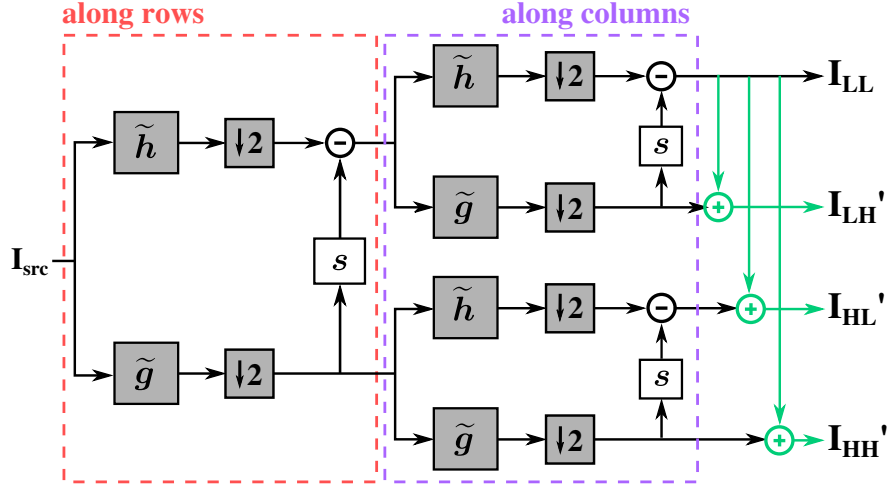 along rows
along columns
h̃ ↓2 − I_LL
h̃ ↓2 − s
g̃ ↓2 + I_LH'
I_src s
h̃ ↓2 − + I_HL'
g̃ ↓2 s
g̃ ↓2 + I_HH'